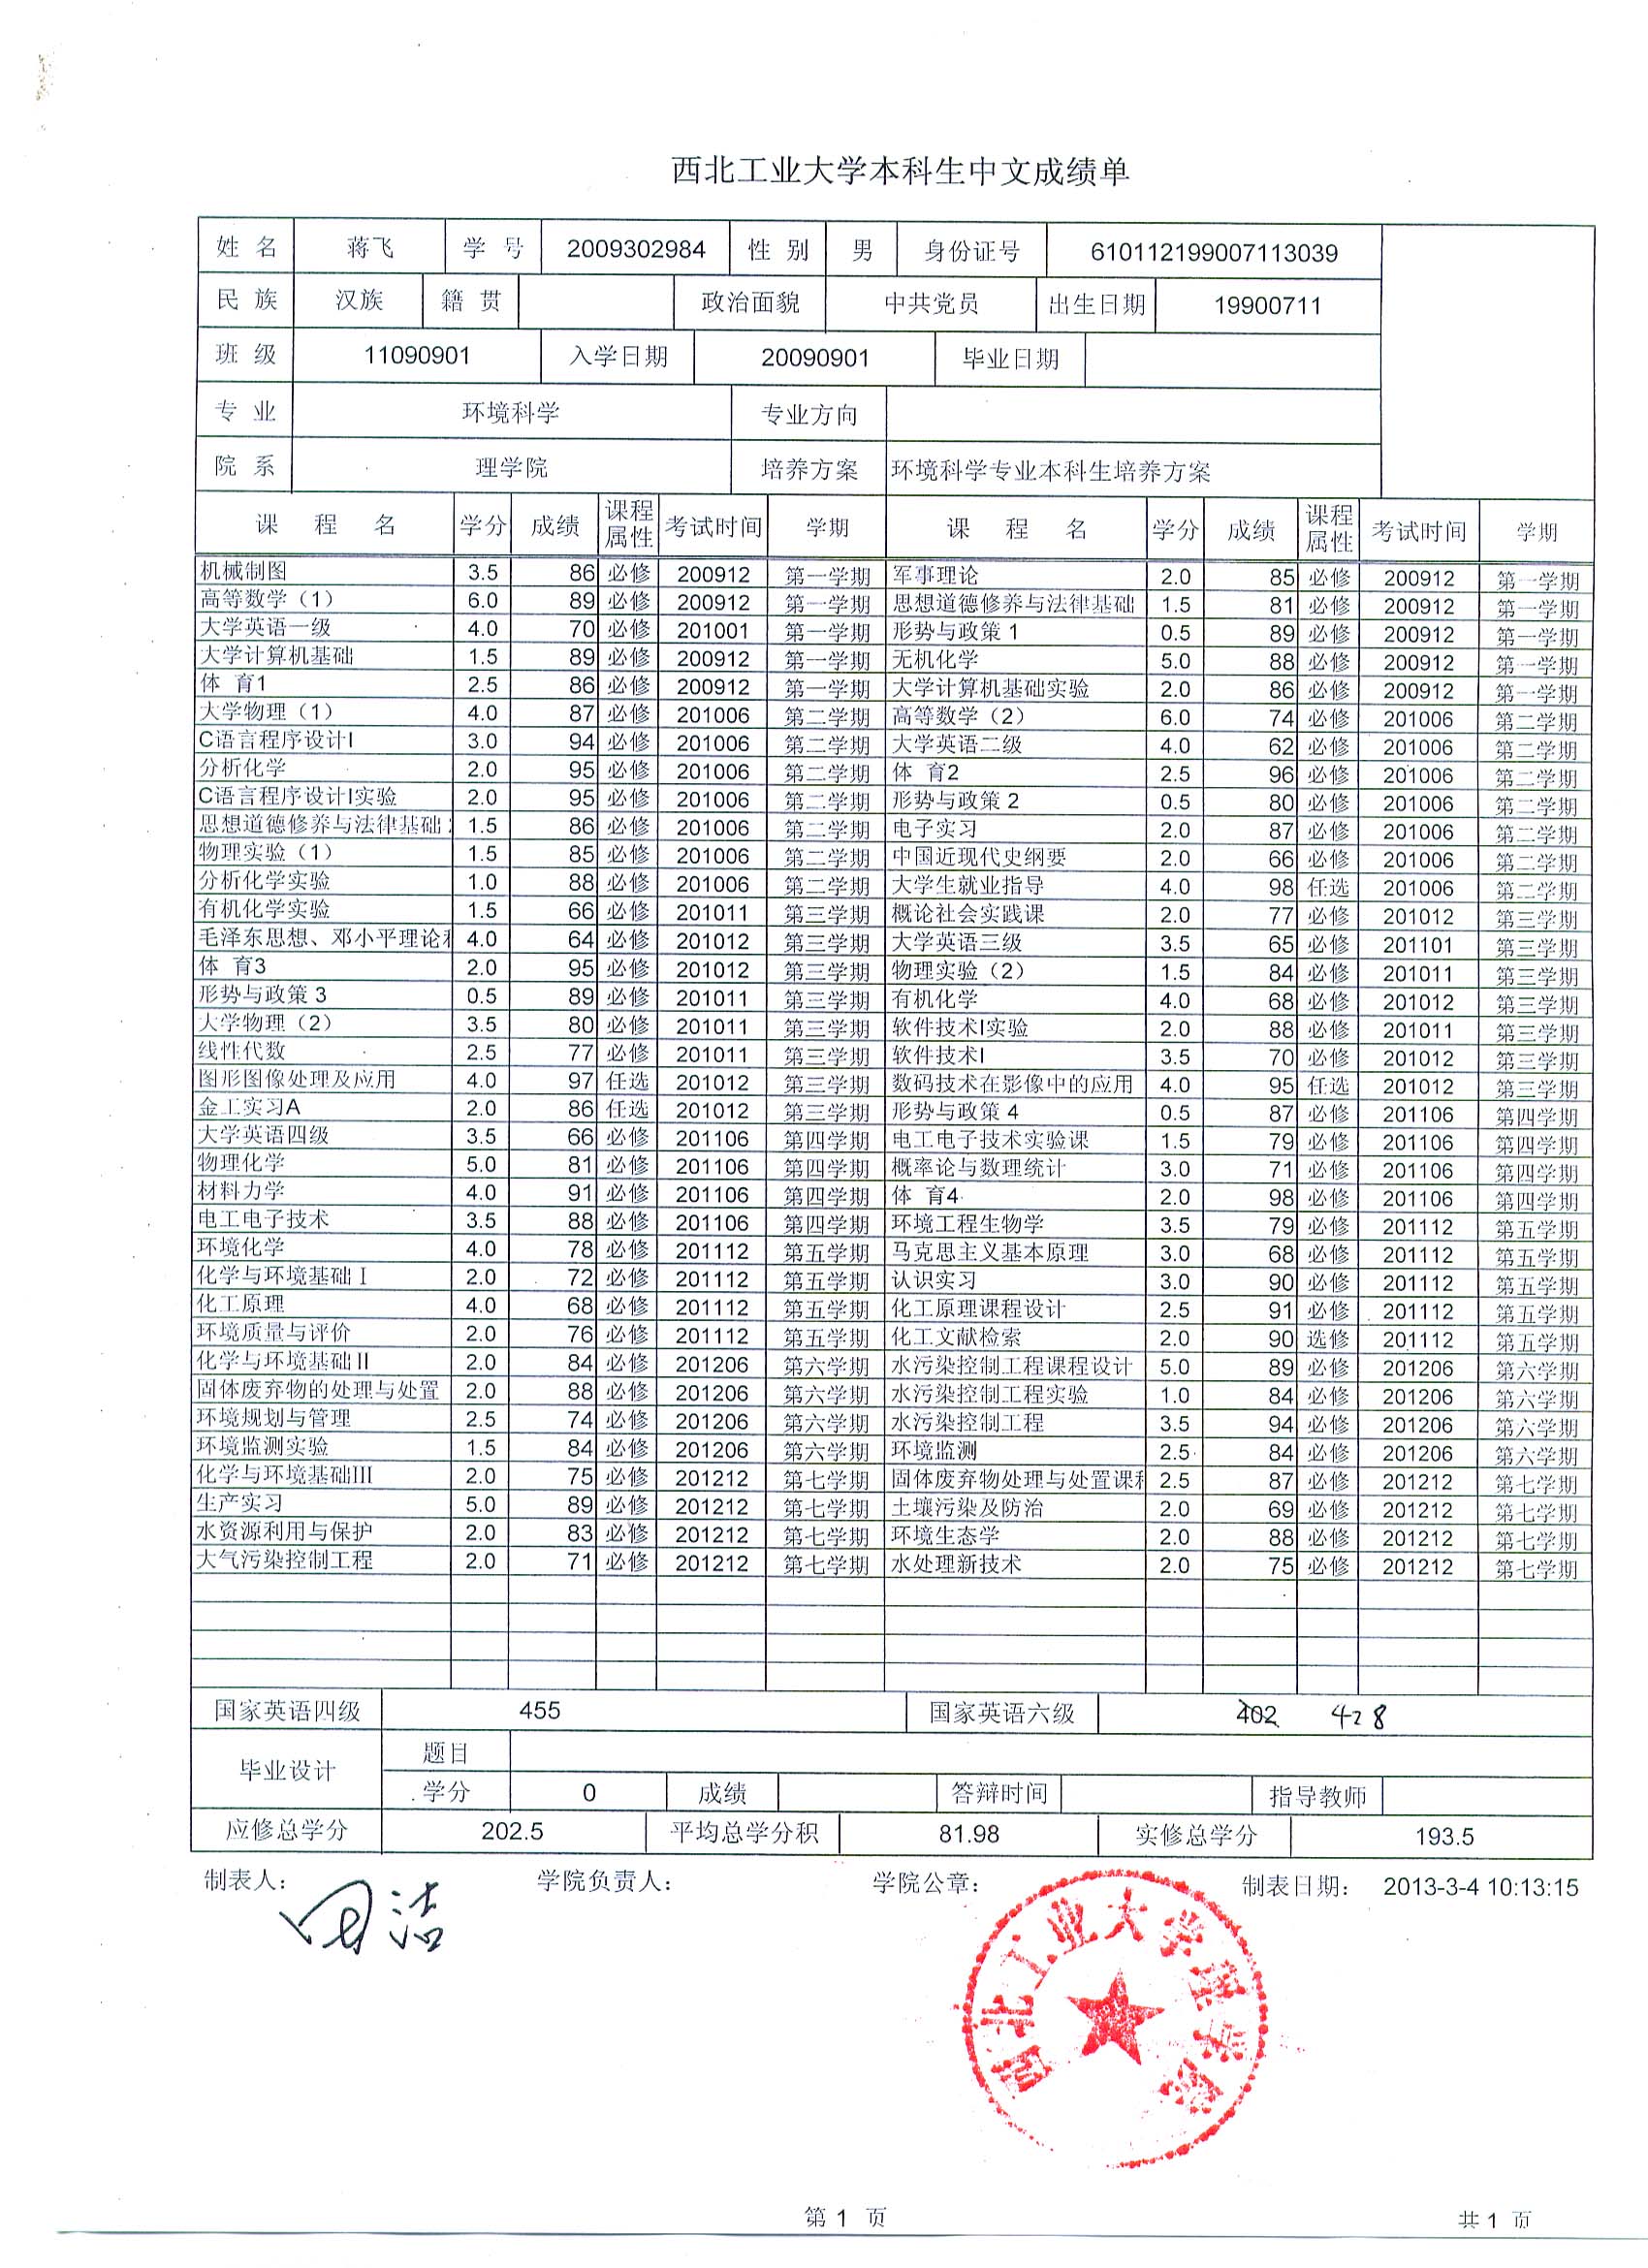 西北工业大学本科生中文成绩单
姓 名 蒋飞 学 号 2009302984 性 别 男 身份证号 610112199007113039
民 族 汉族 籍 贯 政治面貌 中共党员 出生日期 19900711
班 级 11090901 入学日期 20090901 毕业日期
专 业 环境科学 专业方向
院 系 理学院 培养方案 环境科学专业本科生培养方案
课 程 名 学分 成绩 课程属性 考试时间 学期 课 程 名 学分 成绩 课程属性 考试时间 学期
机械制图 3.5 86 必修 200912 第一学期 军事理论 2.0 85 必修 200912 第一学期
高等数学（1） 6.0 89 必修 200912 第一学期 思想道德修养与法律基础 1.5 81 必修 200912 第一学期
大学英语一级 4.0 70 必修 201001 第一学期 形势与政策 1 0.5 89 必修 200912 第一学期
大学计算机基础 1.5 89 必修 200912 第一学期 无机化学 5.0 88 必修 200912 第一学期
体 育1 2.5 86 必修 200912 第一学期 大学计算机基础实验 2.0 86 必修 200912 第一学期
大学物理（1） 4.0 87 必修 201006 第二学期 高等数学（2） 6.0 74 必修 201006 第二学期
C语言程序设计I 3.0 94 必修 201006 第二学期 大学英语二级 4.0 62 必修 201006 第二学期
分析化学 2.0 95 必修 201006 第二学期 体 育2 2.5 96 必修 201006 第二学期
C语言程序设计I实验 2.0 95 必修 201006 第二学期 形势与政策 2 0.5 80 必修 201006 第二学期
思想道德修养与法律基础 1.5 86 必修 201006 第二学期 电子实习 2.0 87 必修 201006 第二学期
物理实验（1） 1.5 85 必修 201006 第二学期 中国近现代史纲要 2.0 66 必修 201006 第二学期
分析化学实验 1.0 88 必修 201006 第二学期 大学生就业指导 4.0 98 任选 201006 第二学期
有机化学实验 1.5 66 必修 201011 第三学期 概论社会实践课 2.0 77 必修 201012 第三学期
毛泽东思想、邓小平理论 4.0 64 必修 201012 第三学期 大学英语三级 3.5 65 必修 201101 第三学期
体 育3 2.0 95 必修 201012 第三学期 物理实验（2） 1.5 84 必修 201011 第三学期
形势与政策 3 0.5 89 必修 201011 第三学期 有机化学 4.0 68 必修 201012 第三学期
大学物理（2） 3.5 80 必修 201011 第三学期 软件技术I实验 2.0 88 必修 201011 第三学期
线性代数 2.5 77 必修 201011 第三学期 软件技术I 3.5 70 必修 201012 第三学期
图形图像处理及应用 4.0 97 任选 201012 第三学期 数码技术在影像中的应用 4.0 95 任选 201012 第三学期
金工实习A 2.0 86 任选 201012 第三学期 形势与政策 4 0.5 87 必修 201106 第四学期
大学英语四级 3.5 66 必修 201106 第四学期 电工电子技术实验课 1.5 79 必修 201106 第四学期
物理化学 5.0 81 必修 201106 第四学期 概率论与数理统计 3.0 71 必修 201106 第四学期
材料力学 4.0 91 必修 201106 第四学期 体 育4 2.0 98 必修 201106 第四学期
电工电子技术 3.5 88 必修 201106 第四学期 环境工程生物学 3.5 79 必修 201112 第五学期
环境化学 4.0 78 必修 201112 第五学期 马克思主义基本原理 3.0 68 必修 201112 第五学期
化学与环境基础Ⅰ 2.0 72 必修 201112 第五学期 认识实习 3.0 90 必修 201112 第五学期
化工原理 4.0 68 必修 201112 第五学期 化工原理课程设计 2.5 91 必修 201112 第五学期
环境质量与评价 2.0 76 必修 201112 第五学期 化工文献检索 2.0 90 选修 201112 第五学期
化学与环境基础Ⅱ 2.0 84 必修 201206 第六学期 水污染控制工程课程设计 5.0 89 必修 201206 第六学期
固体废弃物的处理与处置 2.0 88 必修 201206 第六学期 水污染控制工程实验 1.0 84 必修 201206 第六学期
环境规划与管理 2.5 74 必修 201206 第六学期 水污染控制工程 3.5 94 必修 201206 第六学期
环境监测实验 1.5 84 必修 201206 第六学期 环境监测 2.5 84 必修 201206 第六学期
化学与环境基础III 2.0 75 必修 201212 第七学期 固体废弃物处理与处置课 2.5 87 必修 201212 第七学期
生产实习 5.0 89 必修 201212 第七学期 土壤污染及防治 2.0 69 必修 201212 第七学期
水资源利用与保护 2.0 83 必修 201212 第七学期 环境生态学 2.0 88 必修 201212 第七学期
大气污染控制工程 2.0 71 必修 201212 第七学期 水处理新技术 2.0 75 必修 201212 第七学期
国家英语四级 455 国家英语六级 402 428
毕业设计 题目
学分 0 成绩 答辩时间 指导教师
应修总学分 202.5 平均总学分积 81.98 实修总学分 193.5
制表人： 学院负责人： 学院公章： 制表日期： 2013-3-4 10:13:15
田洁
西北工业大学理学院
第 1 页 共 1 页